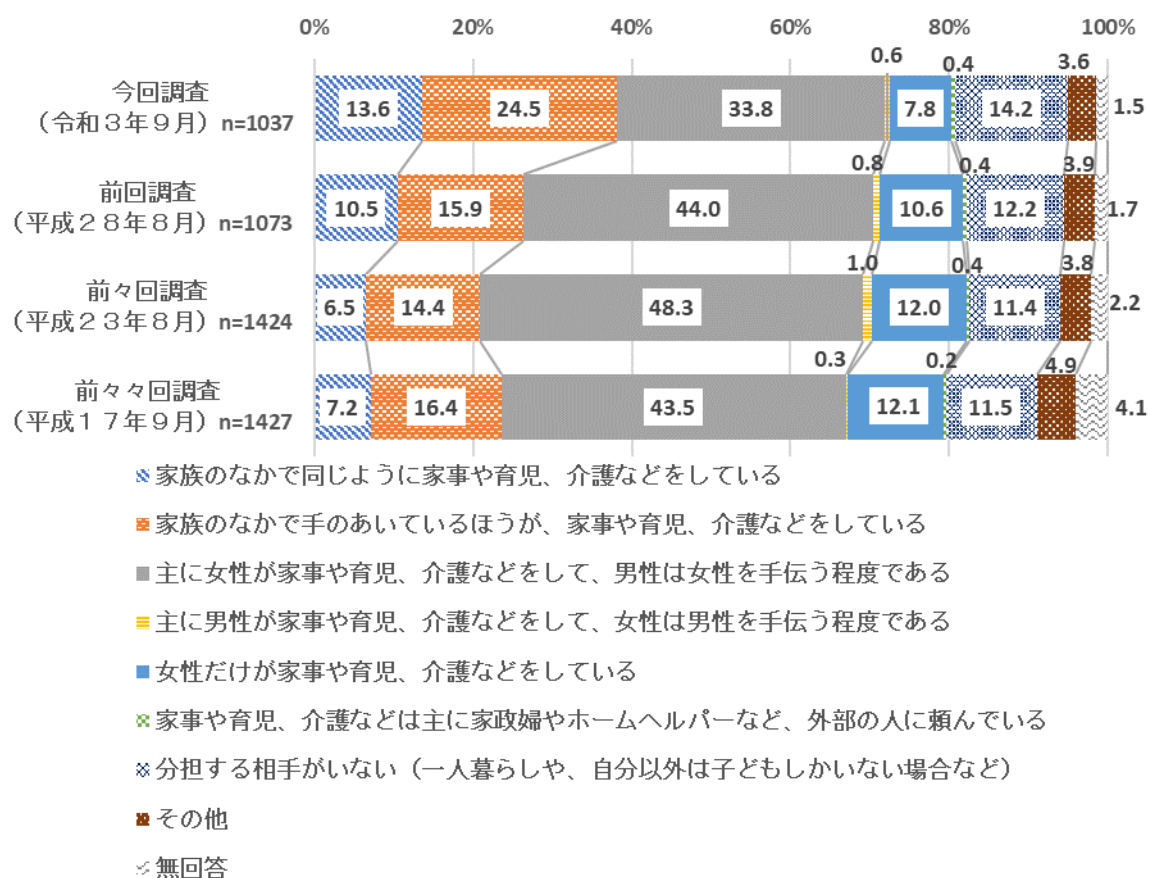 0% 20% 40% 60% 80% 100%
今回調査
（令和３年９月）n=1037
13.6 24.5 33.8 0.6 7.8 0.4 14.2 3.6 1.5
前回調査
（平成２８年８月）n=1073
10.5 15.9 44.0 0.8 10.6 0.4 12.2 3.9 1.7
前々回調査
（平成２３年８月）n=1424
6.5 14.4 48.3 1.0 12.0 0.4 11.4 3.8 2.2
前々々回調査
（平成１７年９月）n=1427
7.2 16.4 43.5 0.3 12.1 0.2 11.5 4.9 4.1
家族のなかで同じように家事や育児、介護などをしている
家族のなかで手のあいているほうが、家事や育児、介護などをしている
主に女性が家事や育児、介護などをして、男性は女性を手伝う程度である
主に男性が家事や育児、介護などをして、女性は男性を手伝う程度である
女性だけが家事や育児、介護などをしている
家事や育児、介護などは主に家政婦やホームヘルパーなど、外部の人に頼んでいる
分担する相手がいない（一人暮らしや、自分以外は子どもしかいない場合など）
その他
無回答